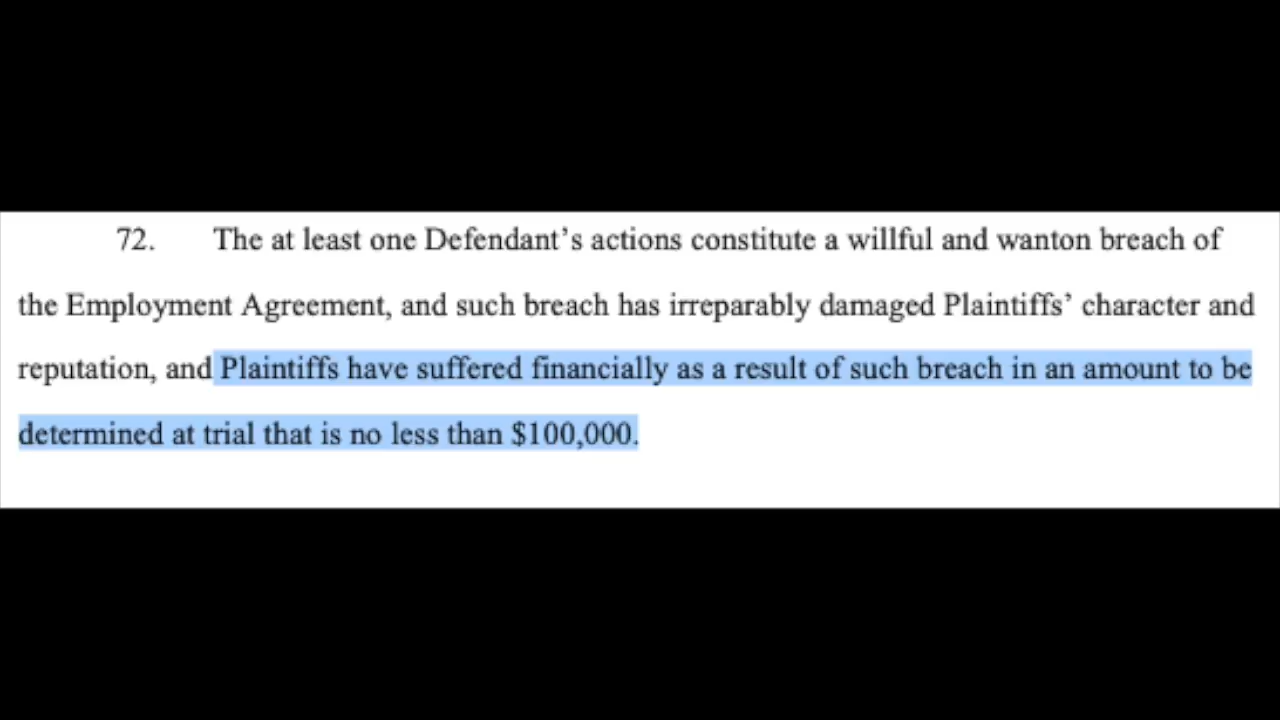 72. The at least one Defendant’s actions constitute a willful and wanton breach of
the Employment Agreement, and such breach has irreparably damaged Plaintiffs’ character and
reputation, and Plaintiffs have suffered financially as a result of such breach in an amount to be
determined at trial that is no less than $100,000.